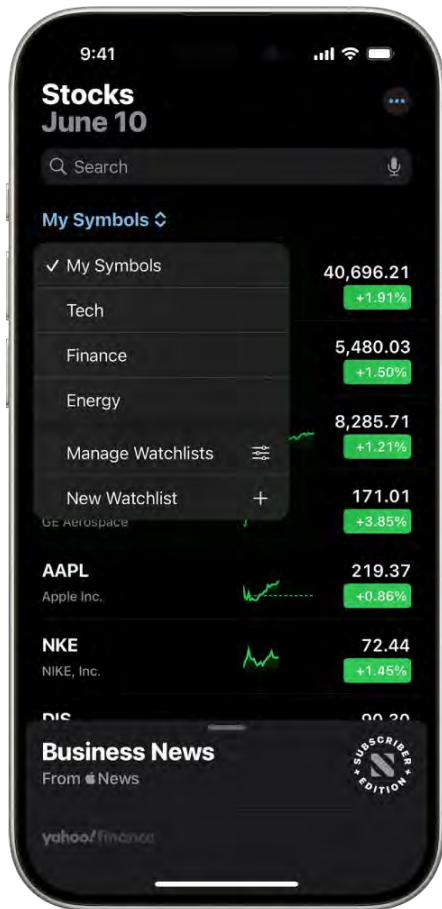 9:41
Stocks
June 10
Search
My Symbols
My Symbols
40,696.21
+1.91%
Tech
Finance
5,480.03
+1.50%
Energy
8,285.71
+1.21%
Manage Watchlists
New Watchlist
171.01
GE Aerospace
+3.85%
AAPL
219.37
Apple Inc.
+0.86%
NKE
72.44
NIKE, Inc.
+1.45%
DIS
90.30
Business News
From News
SUBSCRIBER EDITION
yahoo!finance